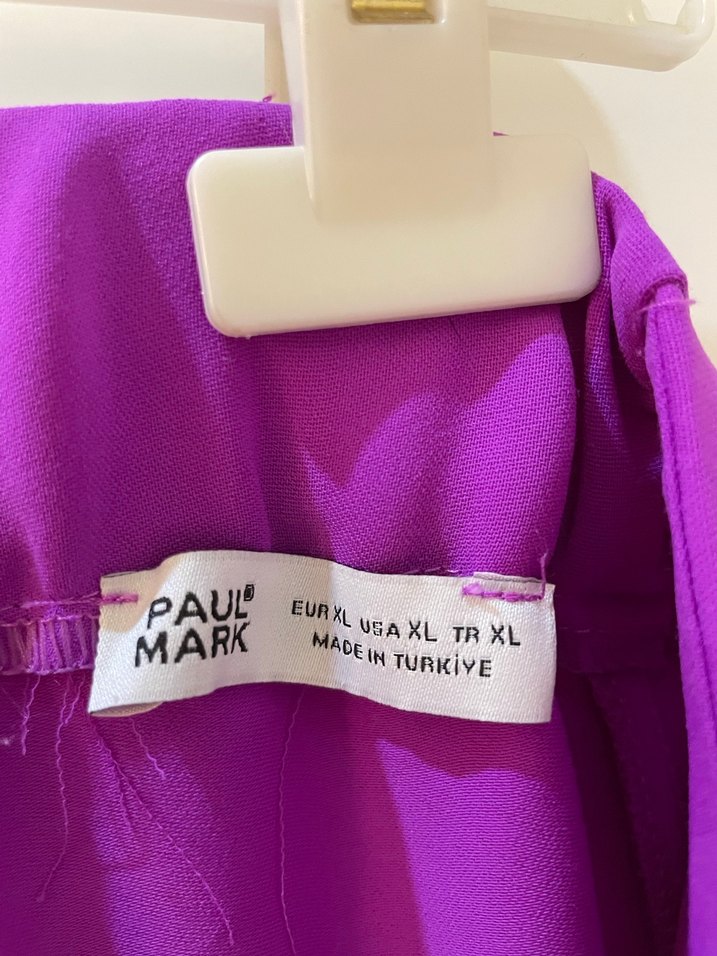 PAUL
MARK
EUR XL USA XL TR XL
MADE IN TURKİYE